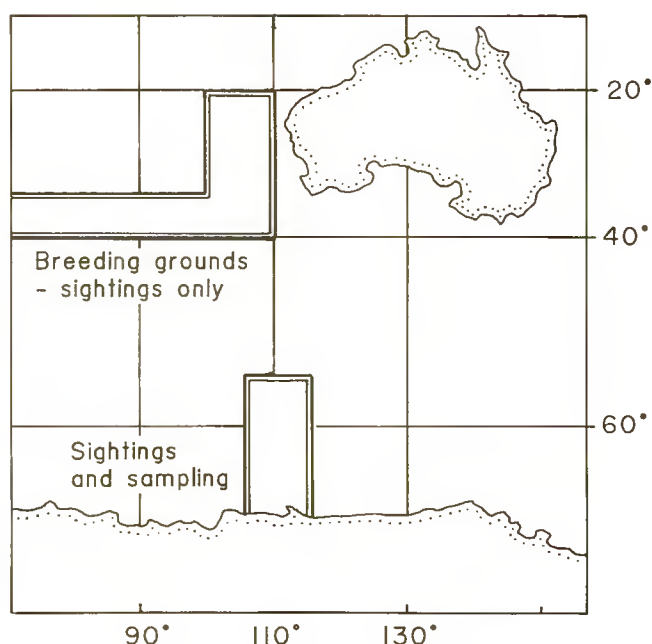 20°
40°
Breeding grounds
- sightings only
60°
Sightings
and sampling
90° 110° 130°